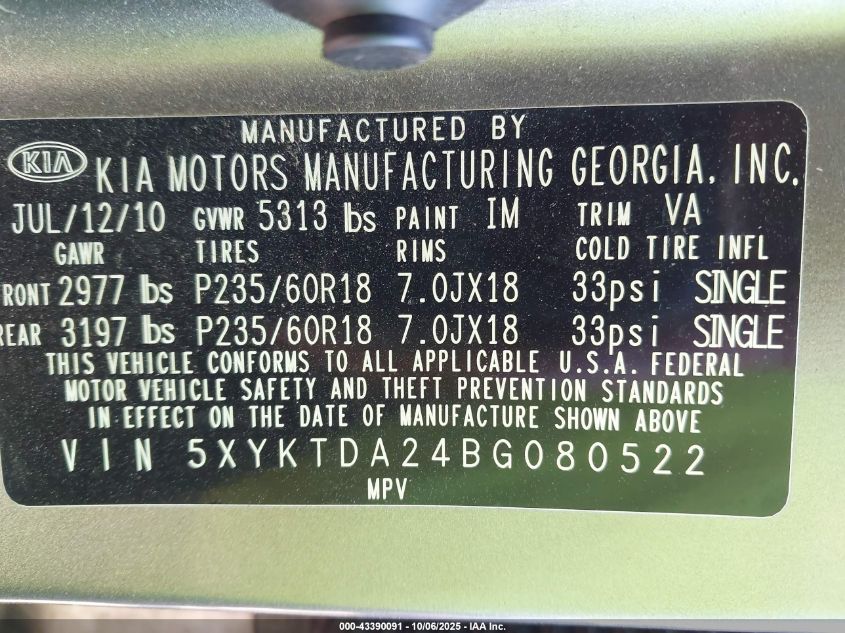 MANUFACTURED BY
KIA KIA MOTORS MANUFACTURING GEORGIA, INC.
JUL/12/10 GVWR 5313 lbs PAINT IM TRIM VA
GAWR TIRES RIMS COLD TIRE INFL
RONT 2977 lbs P235/60R18 7.0JX18 33psi SINGLE
REAR 3197 lbs P235/60R18 7.0JX18 33psi SINGLE
THIS VEHICLE CONFORMS TO ALL APPLICABLE U.S.A. FEDERAL
MOTOR VEHICLE SAFETY AND THEFT PREVENTION STANDARDS
IN EFFECT ON THE DATE OF MANUFACTURE SHOWN ABOVE
VIN 5XYKTDA24BG080522
MPV
000-43390091 - 10/06/2025 - IAA Inc.